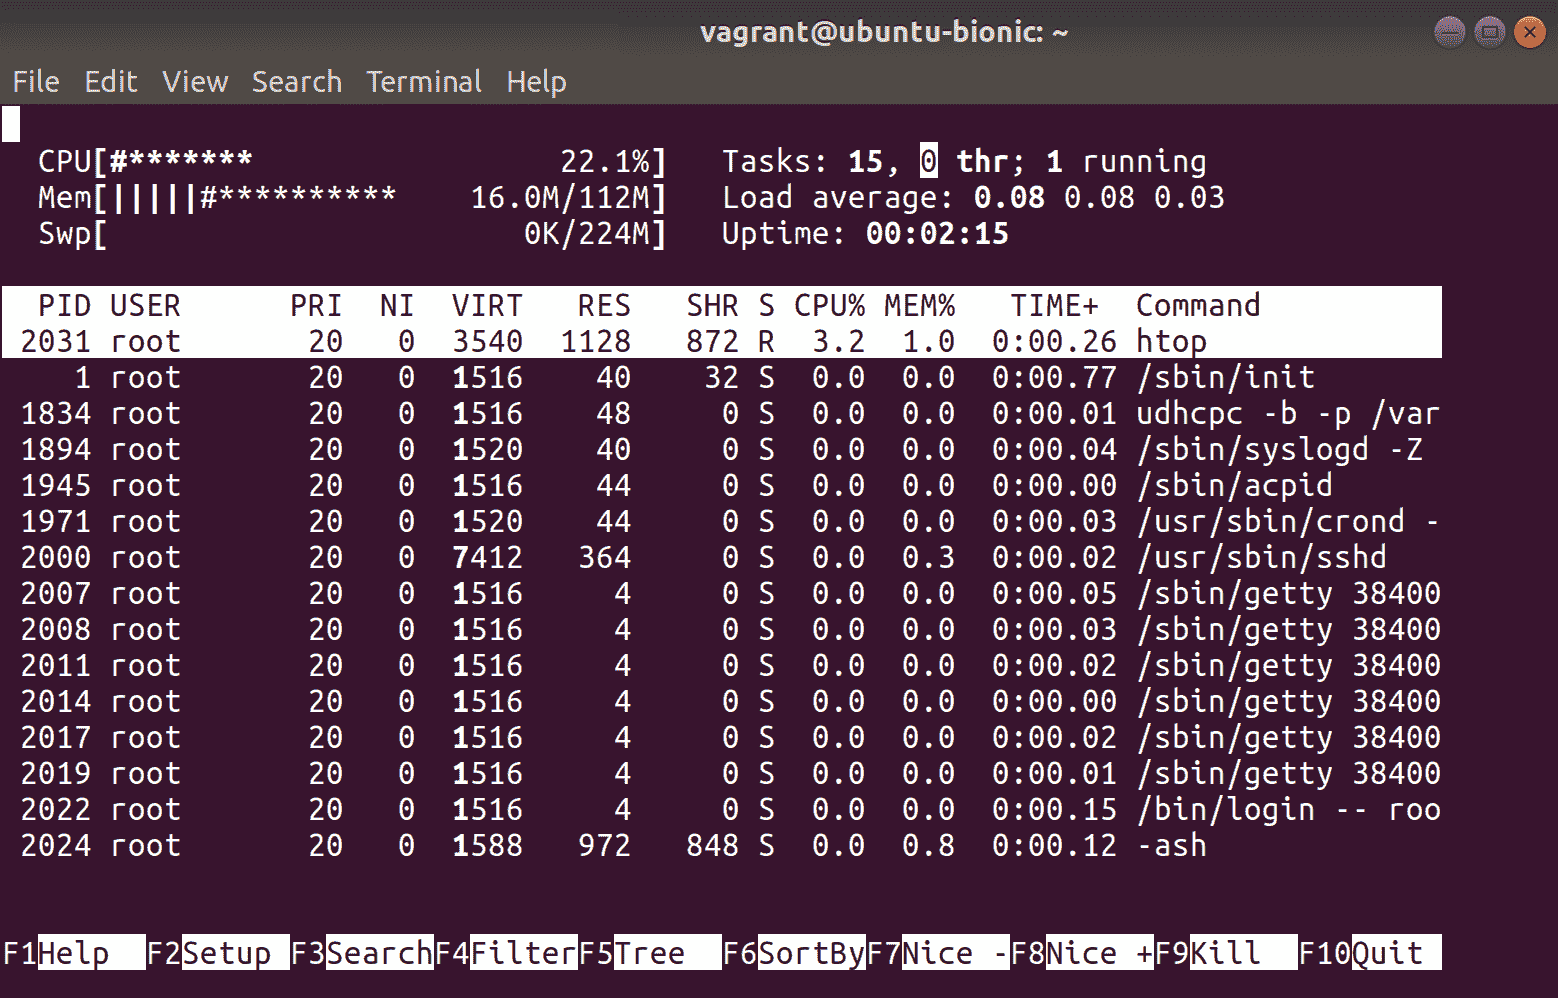 vagrant@ubuntu-bionic: ~
File Edit View Search Terminal Help
CPU[#******* 22.1%] Tasks: 15, 0 thr; 1 running
Mem[|||||#********** 16.0M/112M] Load average: 0.08 0.08 0.03
Swp[ 0K/224M] Uptime: 00:02:15
PID USER PRI NI VIRT RES SHR S CPU% MEM% TIME+ Command
2031 root 20 0 3540 1128 872 R 3.2 1.0 0:00.26 htop
1 root 20 0 1516 40 32 S 0.0 0.0 0:00.77 /sbin/init
1834 root 20 0 1516 48 0 S 0.0 0.0 0:00.01 udhcpc -b -p /var
1894 root 20 0 1520 40 0 S 0.0 0.0 0:00.04 /sbin/syslogd -Z
1945 root 20 0 1516 44 0 S 0.0 0.0 0:00.00 /sbin/acpid
1971 root 20 0 1520 44 0 S 0.0 0.0 0:00.03 /usr/sbin/crond -
2000 root 20 0 7412 364 0 S 0.0 0.3 0:00.02 /usr/sbin/sshd
2007 root 20 0 1516 4 0 S 0.0 0.0 0:00.05 /sbin/getty 38400
2008 root 20 0 1516 4 0 S 0.0 0.0 0:00.03 /sbin/getty 38400
2011 root 20 0 1516 4 0 S 0.0 0.0 0:00.02 /sbin/getty 38400
2014 root 20 0 1516 4 0 S 0.0 0.0 0:00.00 /sbin/getty 38400
2017 root 20 0 1516 4 0 S 0.0 0.0 0:00.02 /sbin/getty 38400
2019 root 20 0 1516 4 0 S 0.0 0.0 0:00.01 /sbin/getty 38400
2022 root 20 0 1516 4 0 S 0.0 0.0 0:00.15 /bin/login -- roo
2024 root 20 0 1588 972 848 S 0.0 0.8 0:00.12 -ash
F1Help F2Setup F3SearchF4FilterF5Tree F6SortByF7Nice -F8Nice +F9Kill F10Quit